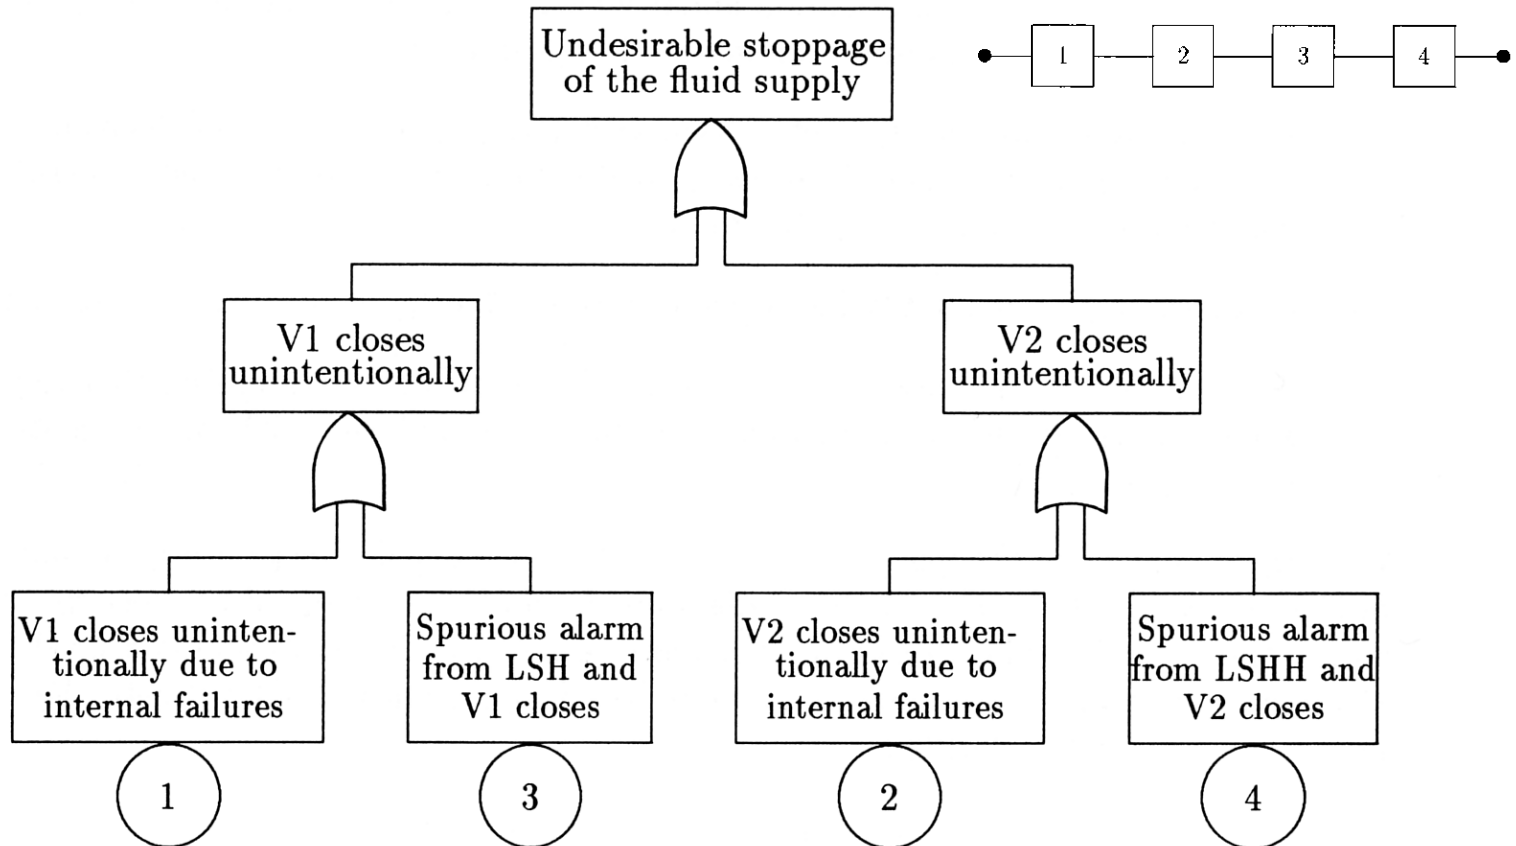 Undesirable stoppage
of the fluid supply
1 2 3 4
V1 closes
unintentionally
V2 closes
unintentionally
V1 closes uninten-
tionally due to
internal failures
Spurious alarm
from LSH and
V1 closes
V2 closes uninten-
tionally due to
internal failures
Spurious alarm
from LSHH and
V2 closes
1
3
2
4